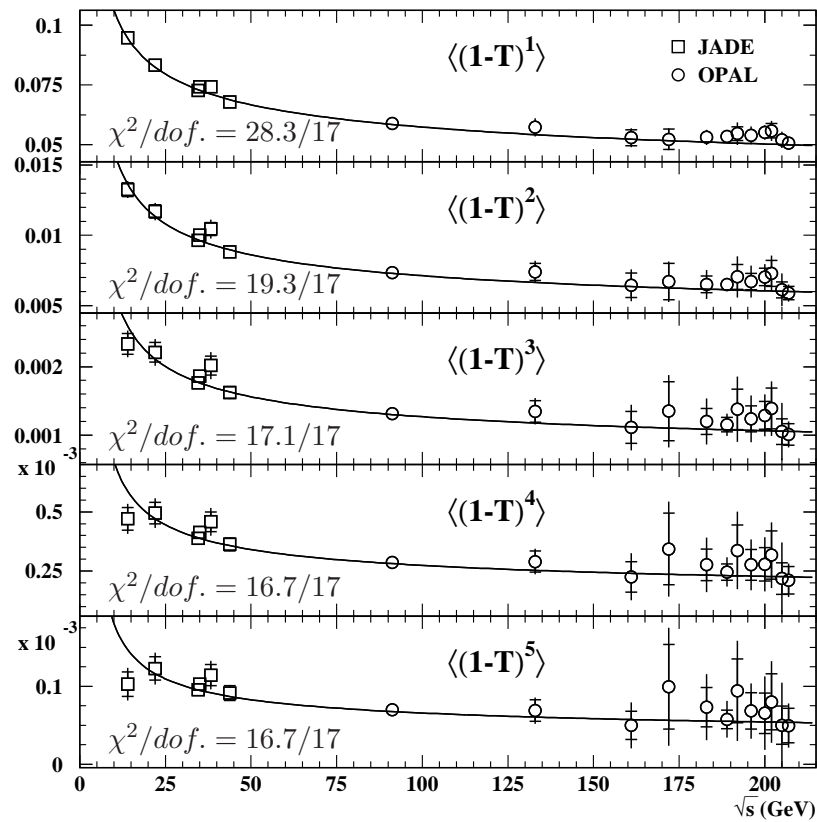 0.1
⟨(1-T)¹⟩
JADE
OPAL
0.075
χ²/dof. = 28.3/17
0.05
0.015
⟨(1-T)²⟩
0.01
χ²/dof. = 19.3/17
0.005
⟨(1-T)³⟩
0.002
χ²/dof. = 17.1/17
0.001
x 10⁻³
⟨(1-T)⁴⟩
0.5
0.25
χ²/dof. = 16.7/17
x 10⁻³
⟨(1-T)⁵⟩
0.1
χ²/dof. = 16.7/17
0
0 25 50 75 100 125 150 175 200
√s (GeV)